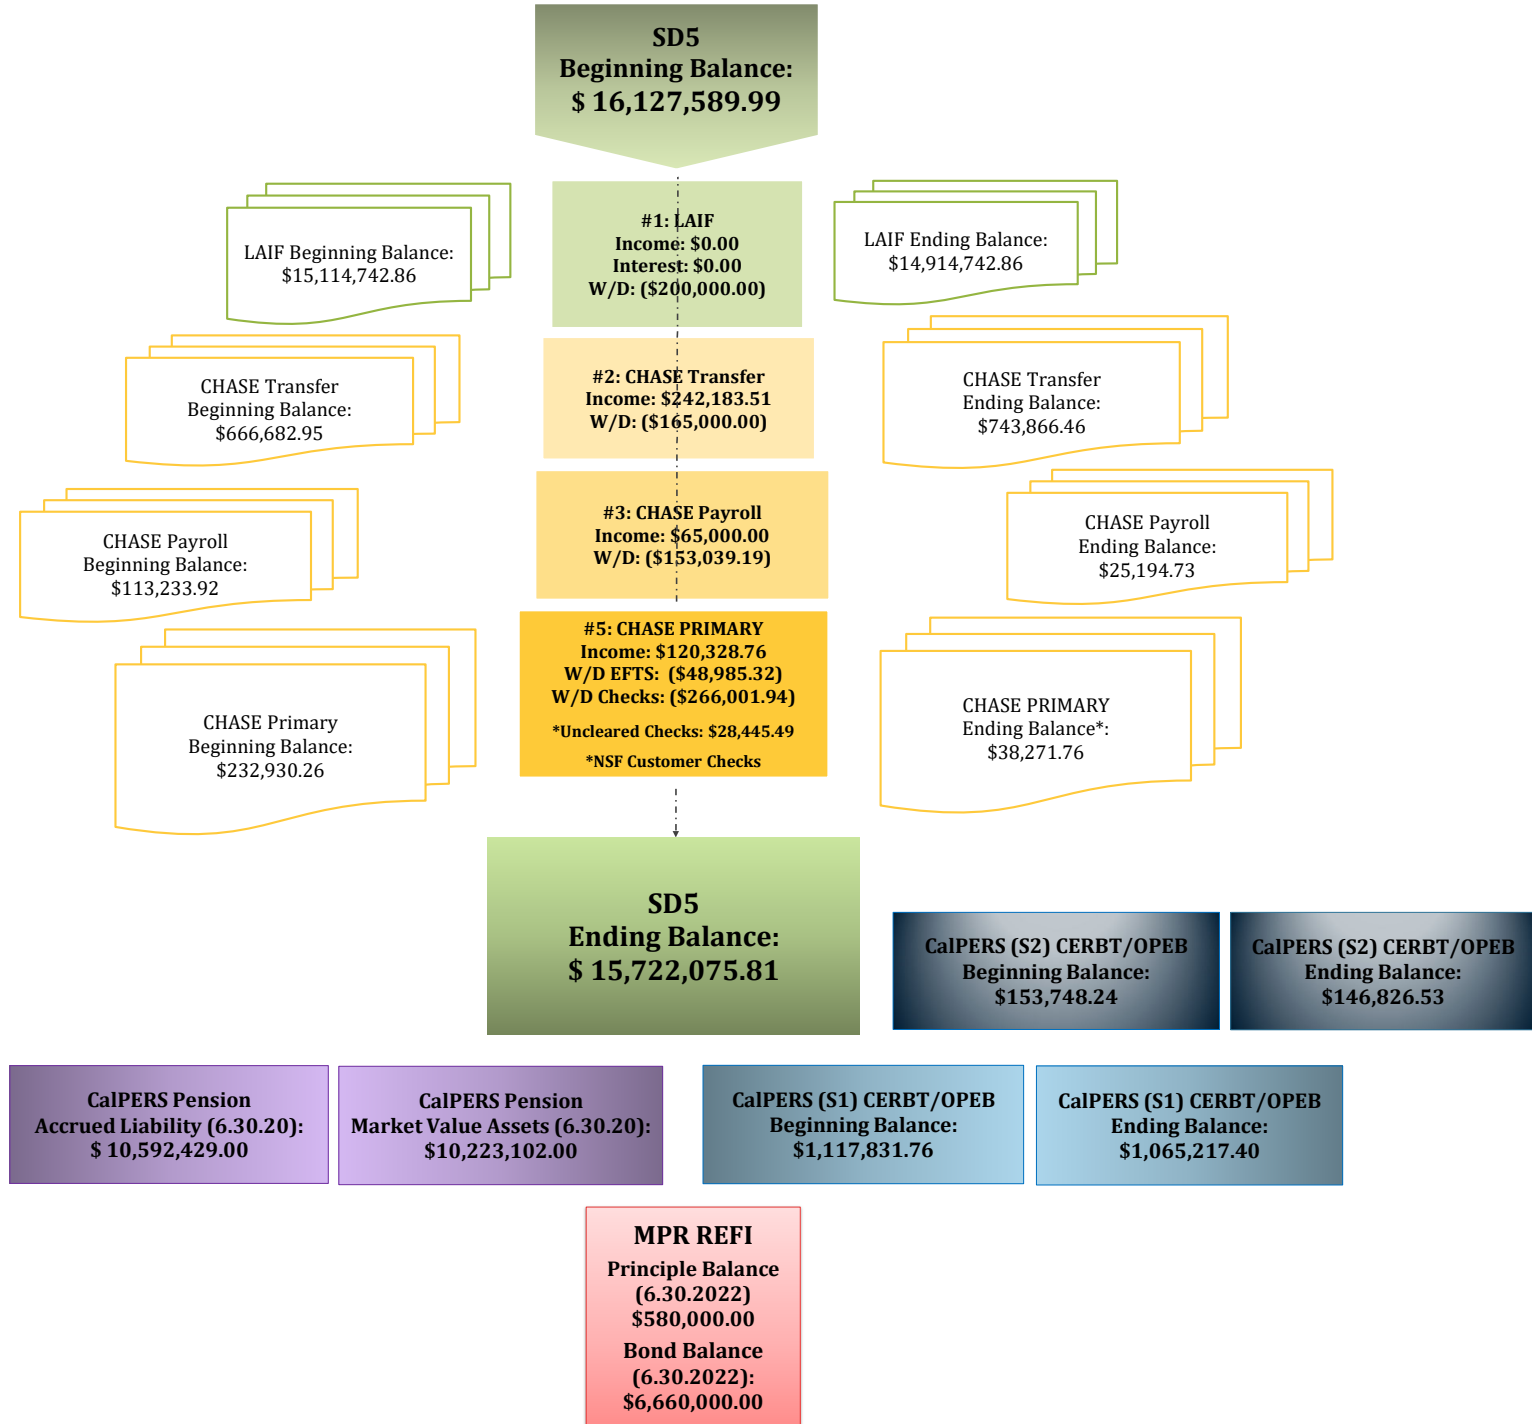 SD5
Beginning Balance:
$ 16,127,589.99
LAIF Beginning Balance:
$15,114,742.86
#1: LAIF
Income: $0.00
Interest: $0.00
W/D: ($200,000.00)
LAIF Ending Balance:
$14,914,742.86
CHASE Transfer
Beginning Balance:
$666,682.95
#2: CHASE Transfer
Income: $242,183.51
W/D: ($165,000.00)
CHASE Transfer
Ending Balance:
$743,866.46
CHASE Payroll
Beginning Balance:
$113,233.92
#3: CHASE Payroll
Income: $65,000.00
W/D: ($153,039.19)
CHASE Payroll
Ending Balance:
$25,194.73
CHASE Primary
Beginning Balance:
$232,930.26
#5: CHASE PRIMARY
Income: $120,328.76
W/D EFTS: ($48,985.32)
W/D Checks: ($266,001.94)
*Uncleared Checks: $28,445.49
*NSF Customer Checks
CHASE PRIMARY
Ending Balance*:
$38,271.76
SD5
Ending Balance:
$ 15,722,075.81
CalPERS (S2) CERBT/OPEB
Beginning Balance:
$153,748.24
CalPERS (S2) CERBT/OPEB
Ending Balance:
$146,826.53
CalPERS Pension
Accrued Liability (6.30.20):
$ 10,592,429.00
CalPERS Pension
Market Value Assets (6.30.20):
$10,223,102.00
CalPERS (S1) CERBT/OPEB
Beginning Balance:
$1,117,831.76
CalPERS (S1) CERBT/OPEB
Ending Balance:
$1,065,217.40
MPR REFI
Principle Balance
(6.30.2022)
$580,000.00
Bond Balance
(6.30.2022):
$6,660,000.00